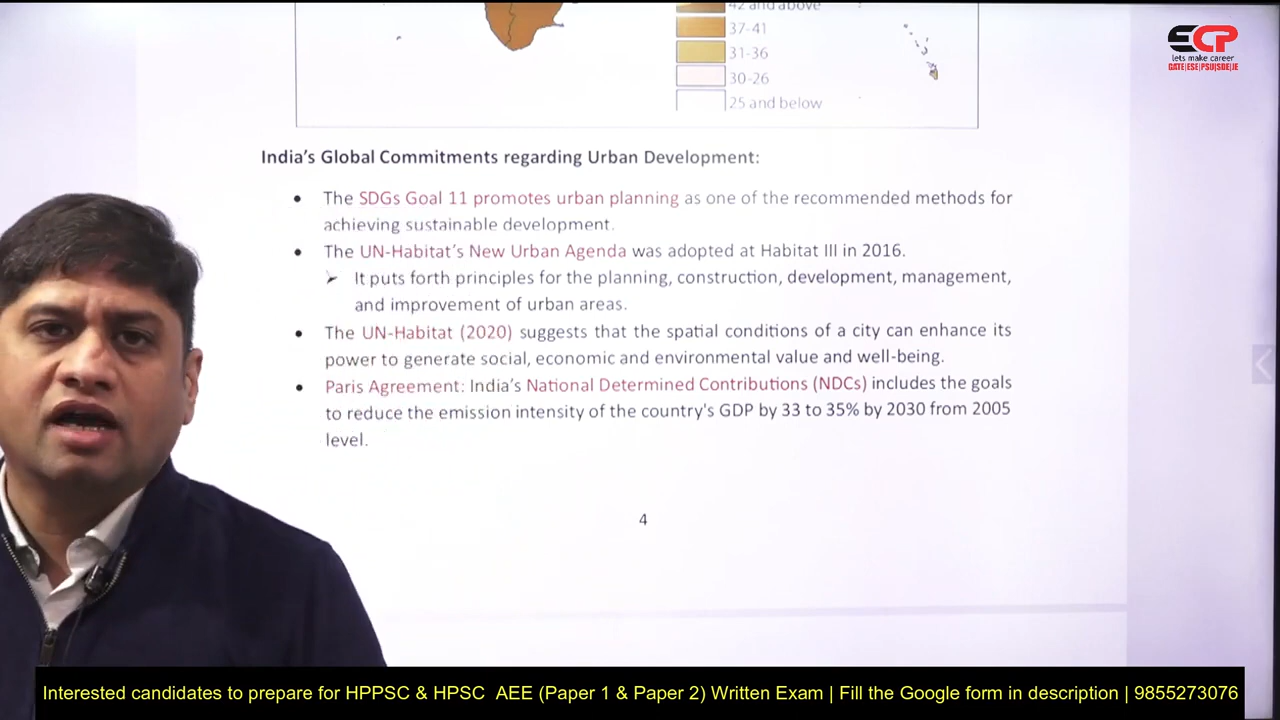 42 and above
37-41
31-36
30-26
25 and below
ECP
lets make career
GATE|ESE|PSU|SDE|JE
India's Global Commitments regarding Urban Development:
• The SDGs Goal 11 promotes urban planning as one of the recommended methods for
achieving sustainable development.
• The UN-Habitat's New Urban Agenda was adopted at Habitat III in 2016.
➢ It puts forth principles for the planning, construction, development, management,
and improvement of urban areas.
• The UN-Habitat (2020) suggests that the spatial conditions of a city can enhance its
power to generate social, economic and environmental value and well-being.
• Paris Agreement: India's National Determined Contributions (NDCs) includes the goals
to reduce the emission intensity of the country's GDP by 33 to 35% by 2030 from 2005
level.
4
Interested candidates to prepare for HPPSC & HPSC AEE (Paper 1 & Paper 2) Written Exam | Fill the Google form in description | 9855273076